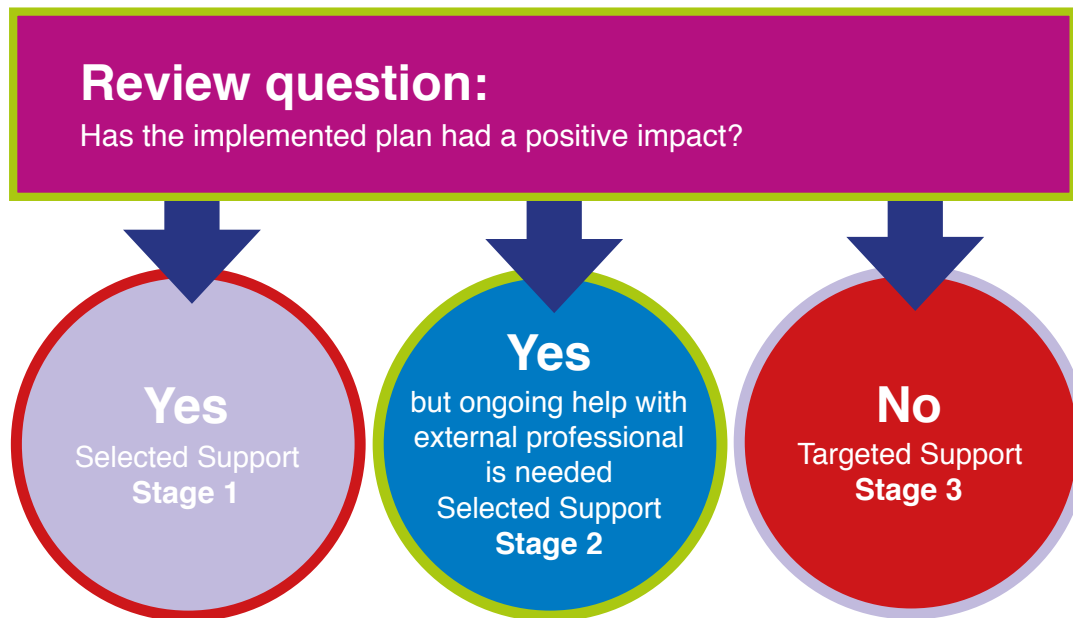 Review question:
Has the implemented plan had a positive impact?
Yes
Selected Support
Stage 1
Yes
but ongoing help with
external professional
is needed
Selected Support
Stage 2
No
Targeted Support
Stage 3